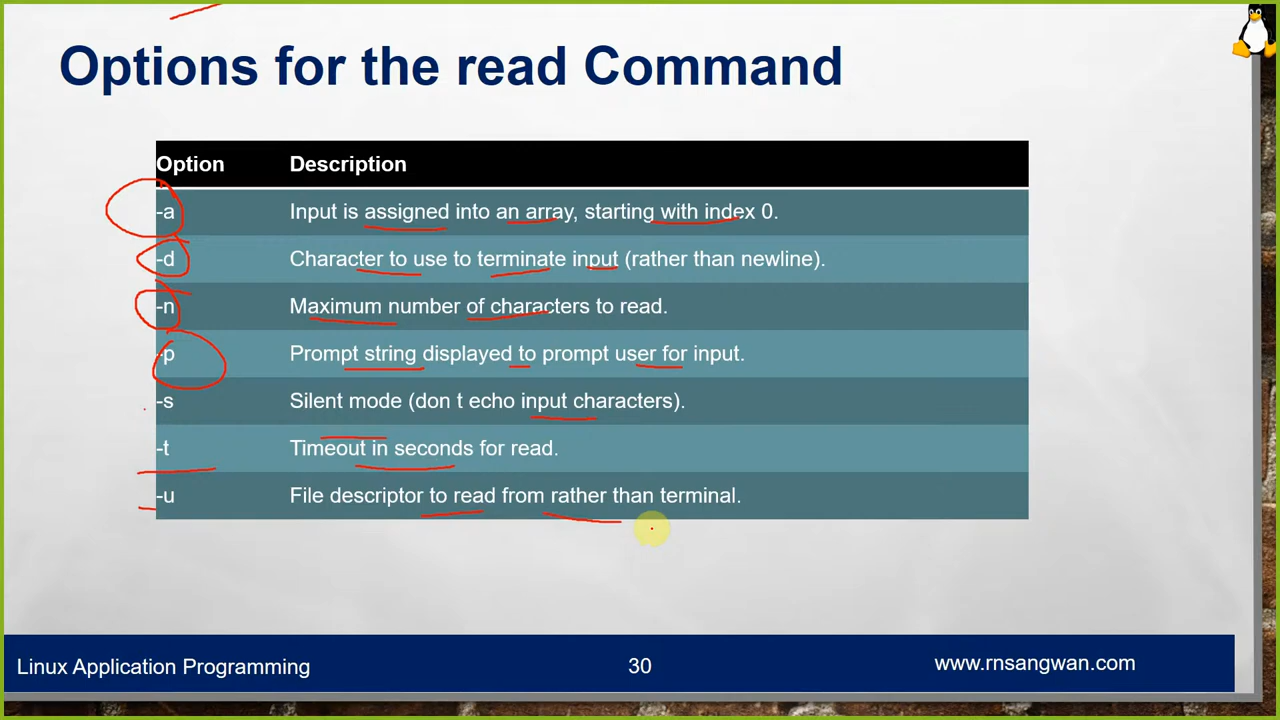 Options for the read Command
Option Description
-a Input is assigned into an array, starting with index 0.
-d Character to use to terminate input (rather than newline).
-n Maximum number of characters to read.
-p Prompt string displayed to prompt user for input.
-s Silent mode (don t echo input characters).
-t Timeout in seconds for read.
-u File descriptor to read from rather than terminal.
Linux Application Programming 30 www.rnsangwan.com